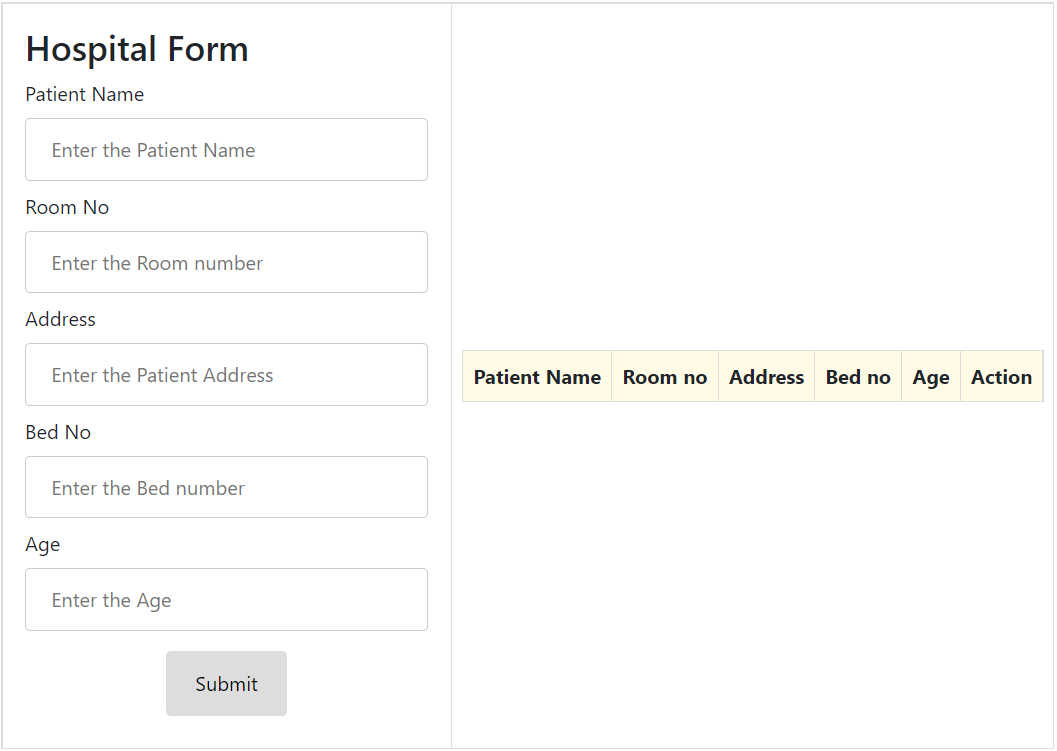 Hospital Form
Patient Name
Enter the Patient Name
Room No
Enter the Room number
Address
Enter the Patient Address
Bed No
Enter the Bed number
Age
Enter the Age
Submit
Patient Name Room no Address Bed no Age Action